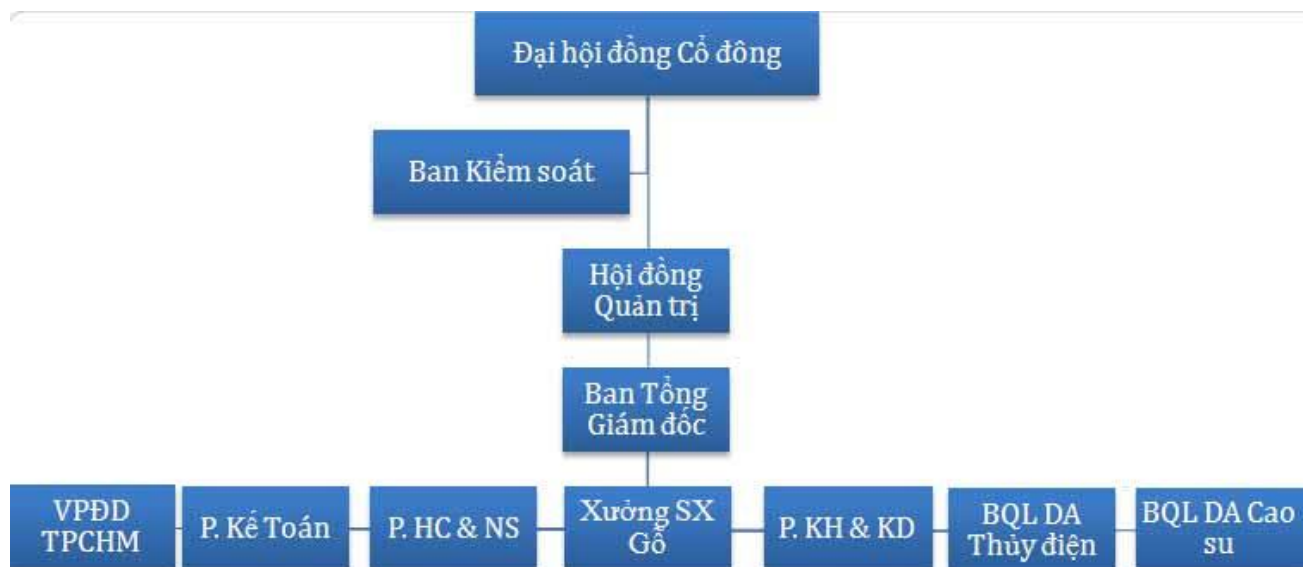 Đại hội đồng Cổ đông
Ban Kiểm soát
Hội đồng
Quản trị
Ban Tổng
Giám đốc
VPĐD
TPCHM
P. Kế Toán
P. HC & NS
Xưởng SX
Gỗ
P. KH & KD
BQL DA
Thủy điện
BQL DA Cao
su